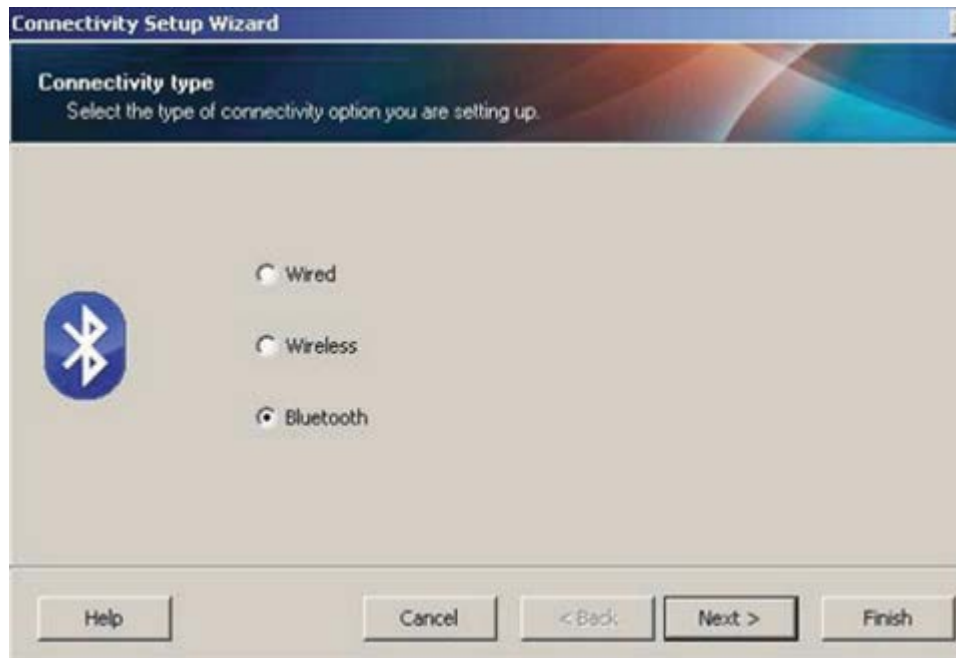 Connectivity Setup Wizard
Connectivity type
Select the type of connectivity option you are setting up.
Wired
Wireless
Bluetooth
Help
Cancel
< Back
Next >
Finish